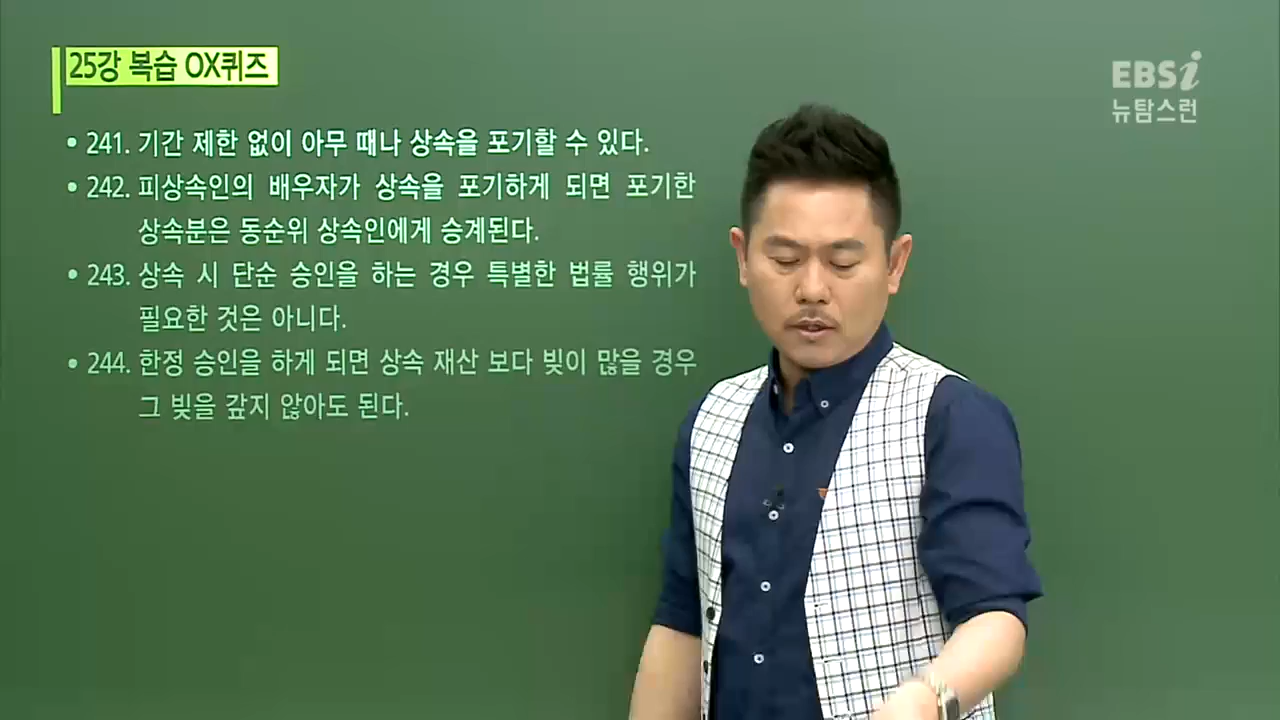 25강 복습 OX퀴즈
EBSi
뉴탐스런
• 241. 기간 제한 없이 아무 때나 상속을 포기할 수 있다.
• 242. 피상속인의 배우자가 상속을 포기하게 되면 포기한
상속분은 동순위 상속인에게 승계된다.
• 243. 상속 시 단순 승인을 하는 경우 특별한 법률 행위가
필요한 것은 아니다.
• 244. 한정 승인을 하게 되면 상속 재산 보다 빚이 많을 경우
그 빚을 갚지 않아도 된다.